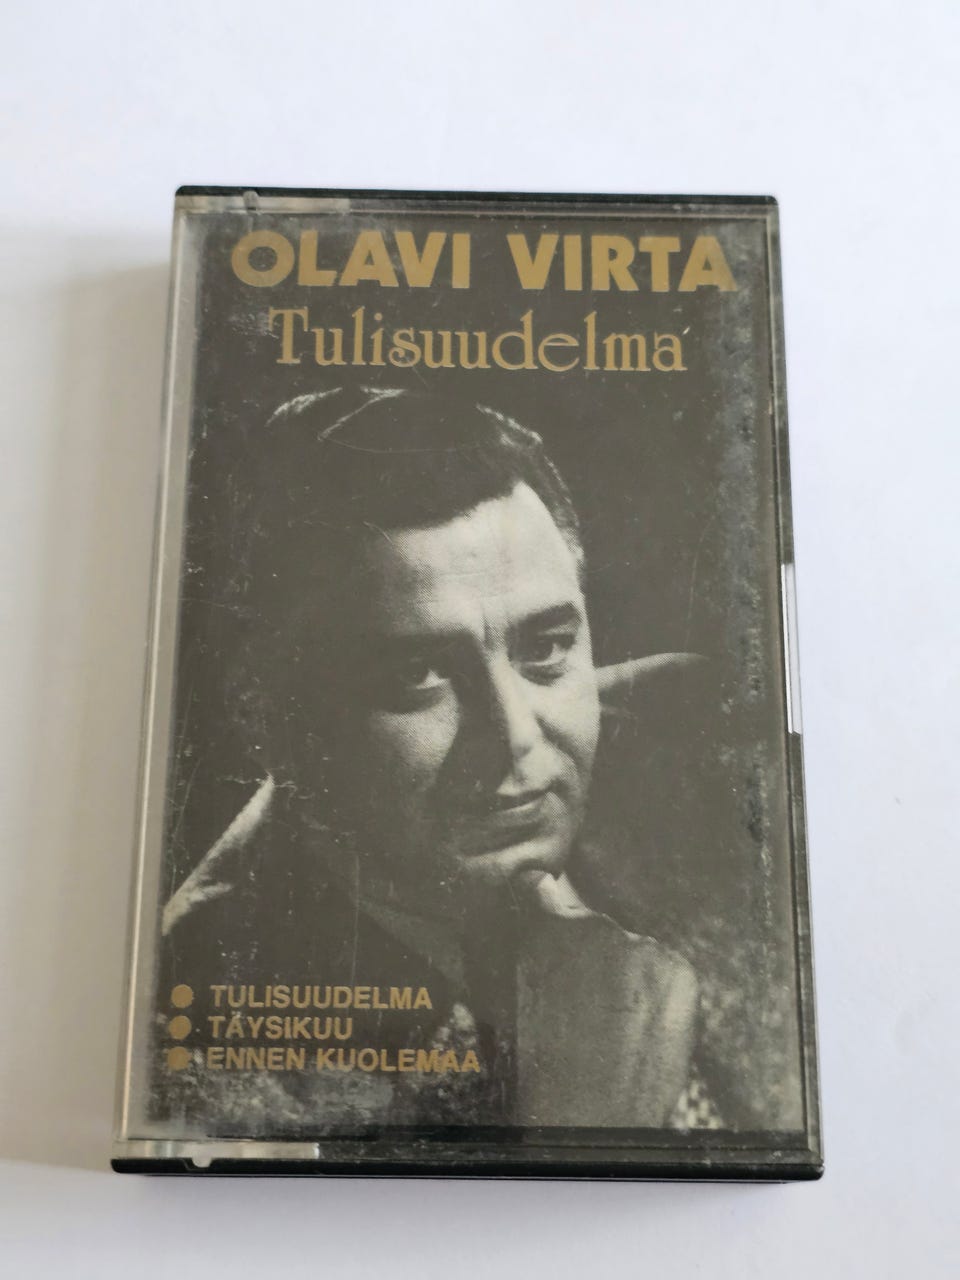 OLAVI VIRTA
Tulisuudelma
● TULISUUDELMA
● TÄYSIKUU
● ENNEN KUOLEMAA